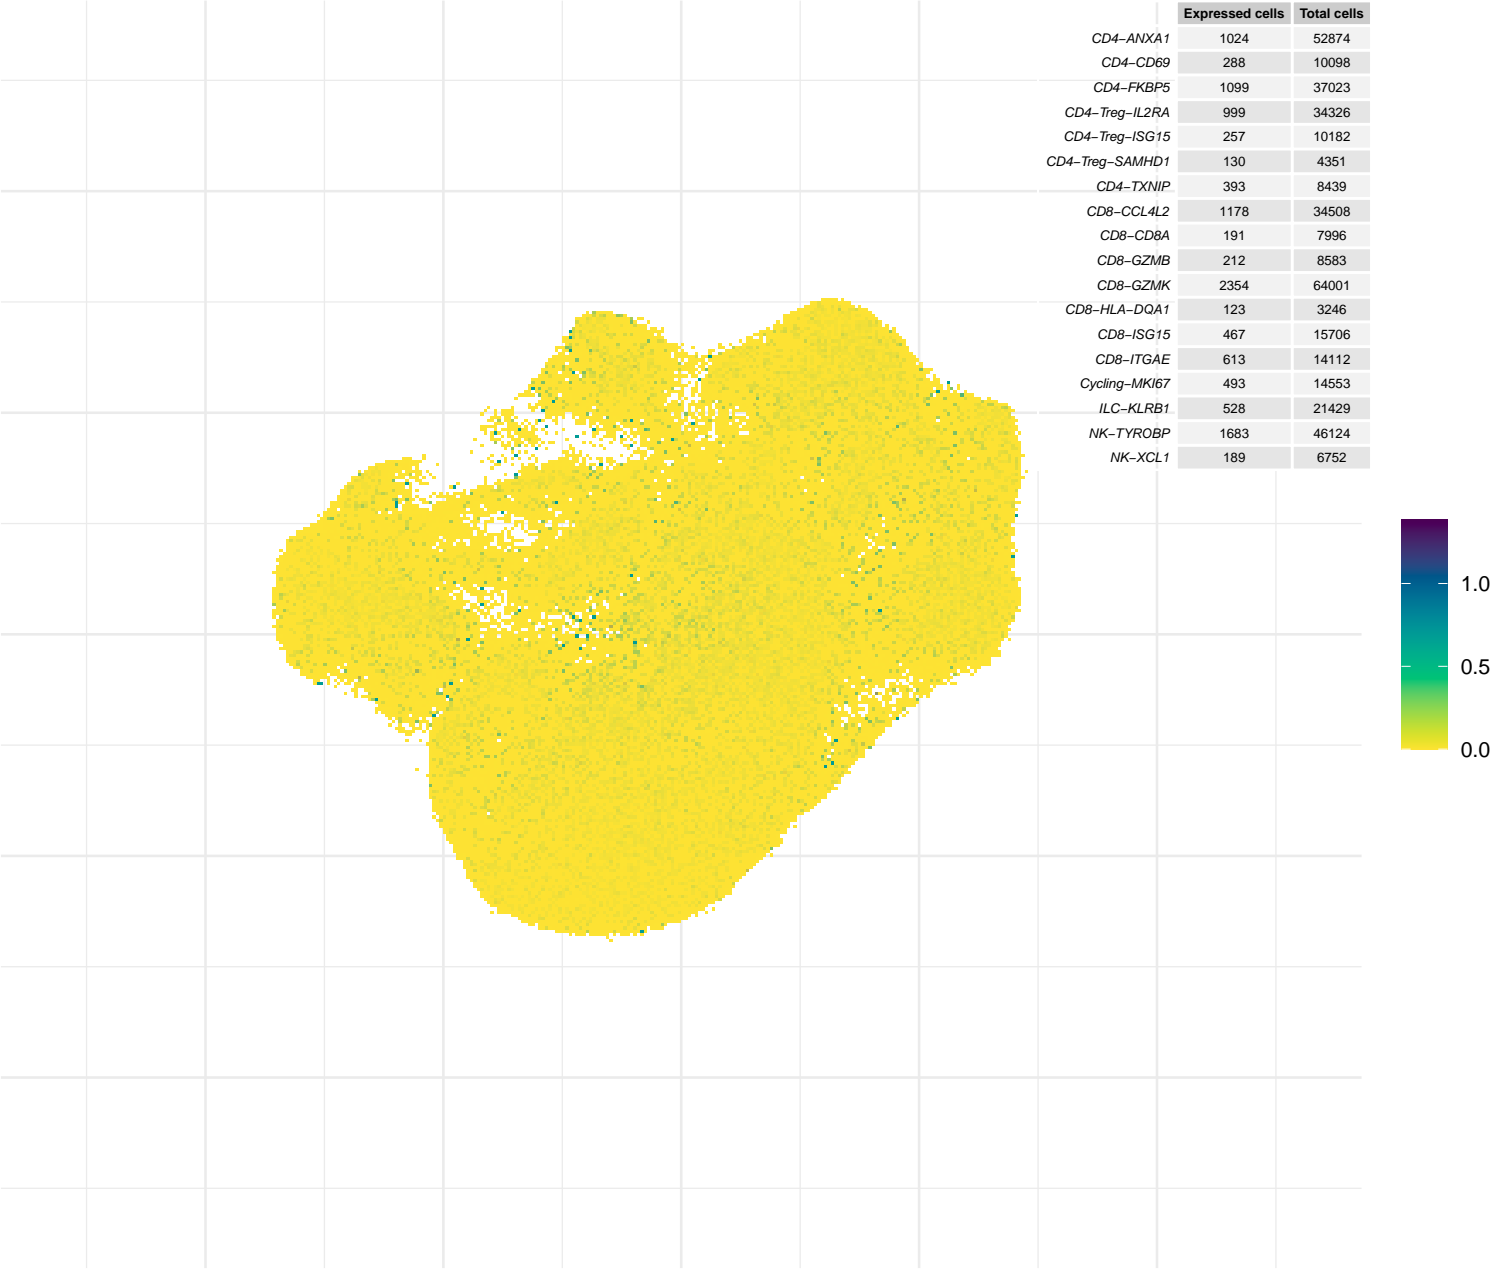 Expressed cells Total cells
CD4−ANXA1 1024 52874
CD4−CD69 288 10098
CD4−FKBP5 1099 37023
CD4−Treg−IL2RA 999 34326
CD4−Treg−ISG15 257 10182
CD4−Treg−SAMHD1 130 4351
CD4−TXNIP 393 8439
CD8−CCL4L2 1178 34508
CD8−CD8A 191 7996
CD8−GZMB 212 8583
CD8−GZMK 2354 64001
CD8−HLA−DQA1 123 3246
CD8−ISG15 467 15706
CD8−ITGAE 613 14112
Cycling−MKI67 493 14553
ILC−KLRB1 528 21429
NK−TYROBP 1683 46124
NK−XCL1 189 6752
1.0
0.5
0.0